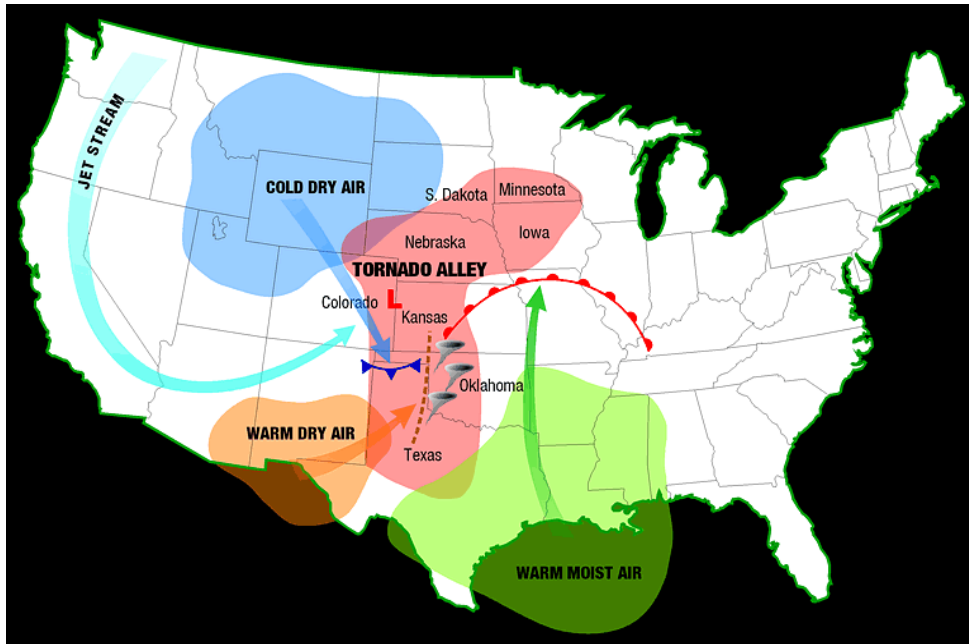 JET STREAM
COLD DRY AIR
S. Dakota
Minnesota
Nebraska
Iowa
TORNADO ALLEY
Colorado
L
Kansas
Oklahoma
WARM DRY AIR
Texas
WARM MOIST AIR